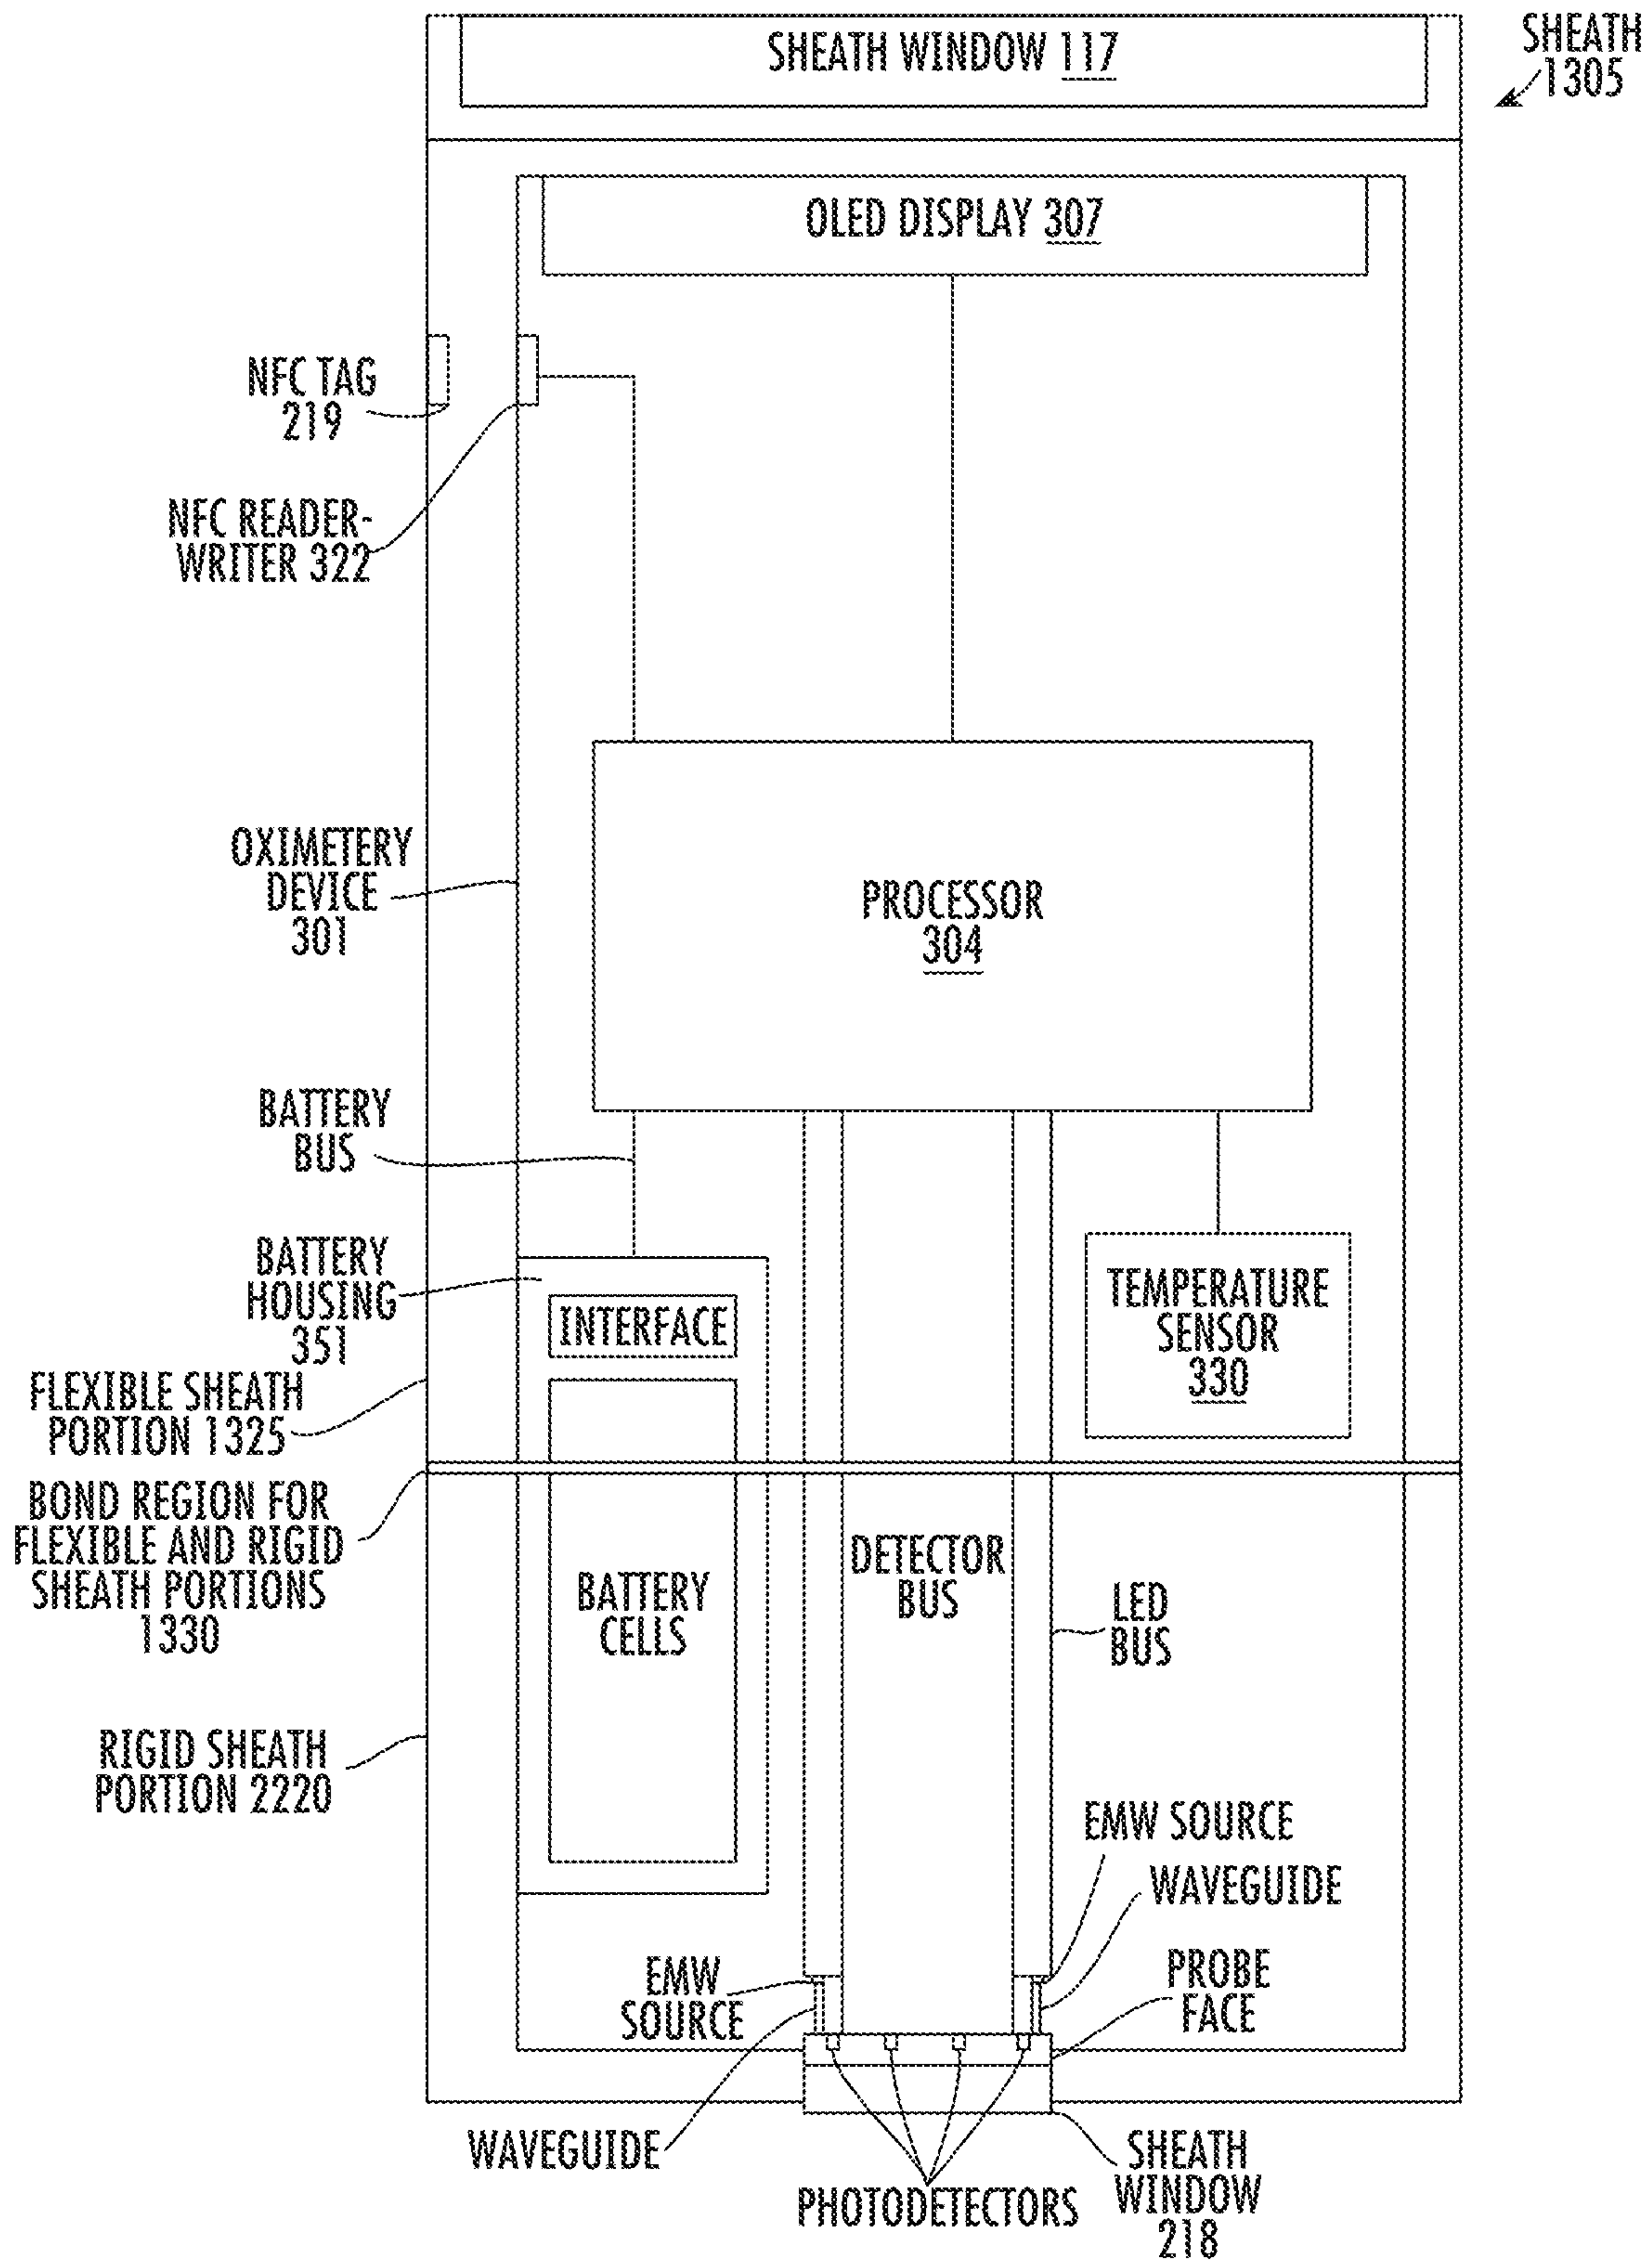 SHEATH WINDOW 117
SHEATH
1305
OLED DISPLAY 307
NFC TAG
219
NFC READER-
WRITER 322
OXIMETERY
DEVICE
301
PROCESSOR
304
BATTERY
BUS
BATTERY
HOUSING
351
INTERFACE
TEMPERATURE
SENSOR
330
FLEXIBLE SHEATH
PORTION 1325
BOND REGION FOR
FLEXIBLE AND RIGID
SHEATH PORTIONS
1330
BATTERY
CELLS
DETECTOR
BUS
LED
BUS
RIGID SHEATH
PORTION 2220
EMW SOURCE
WAVEGUIDE
EMW
SOURCE
PROBE
FACE
WAVEGUIDE
PHOTODETECTORS
SHEATH
WINDOW
218